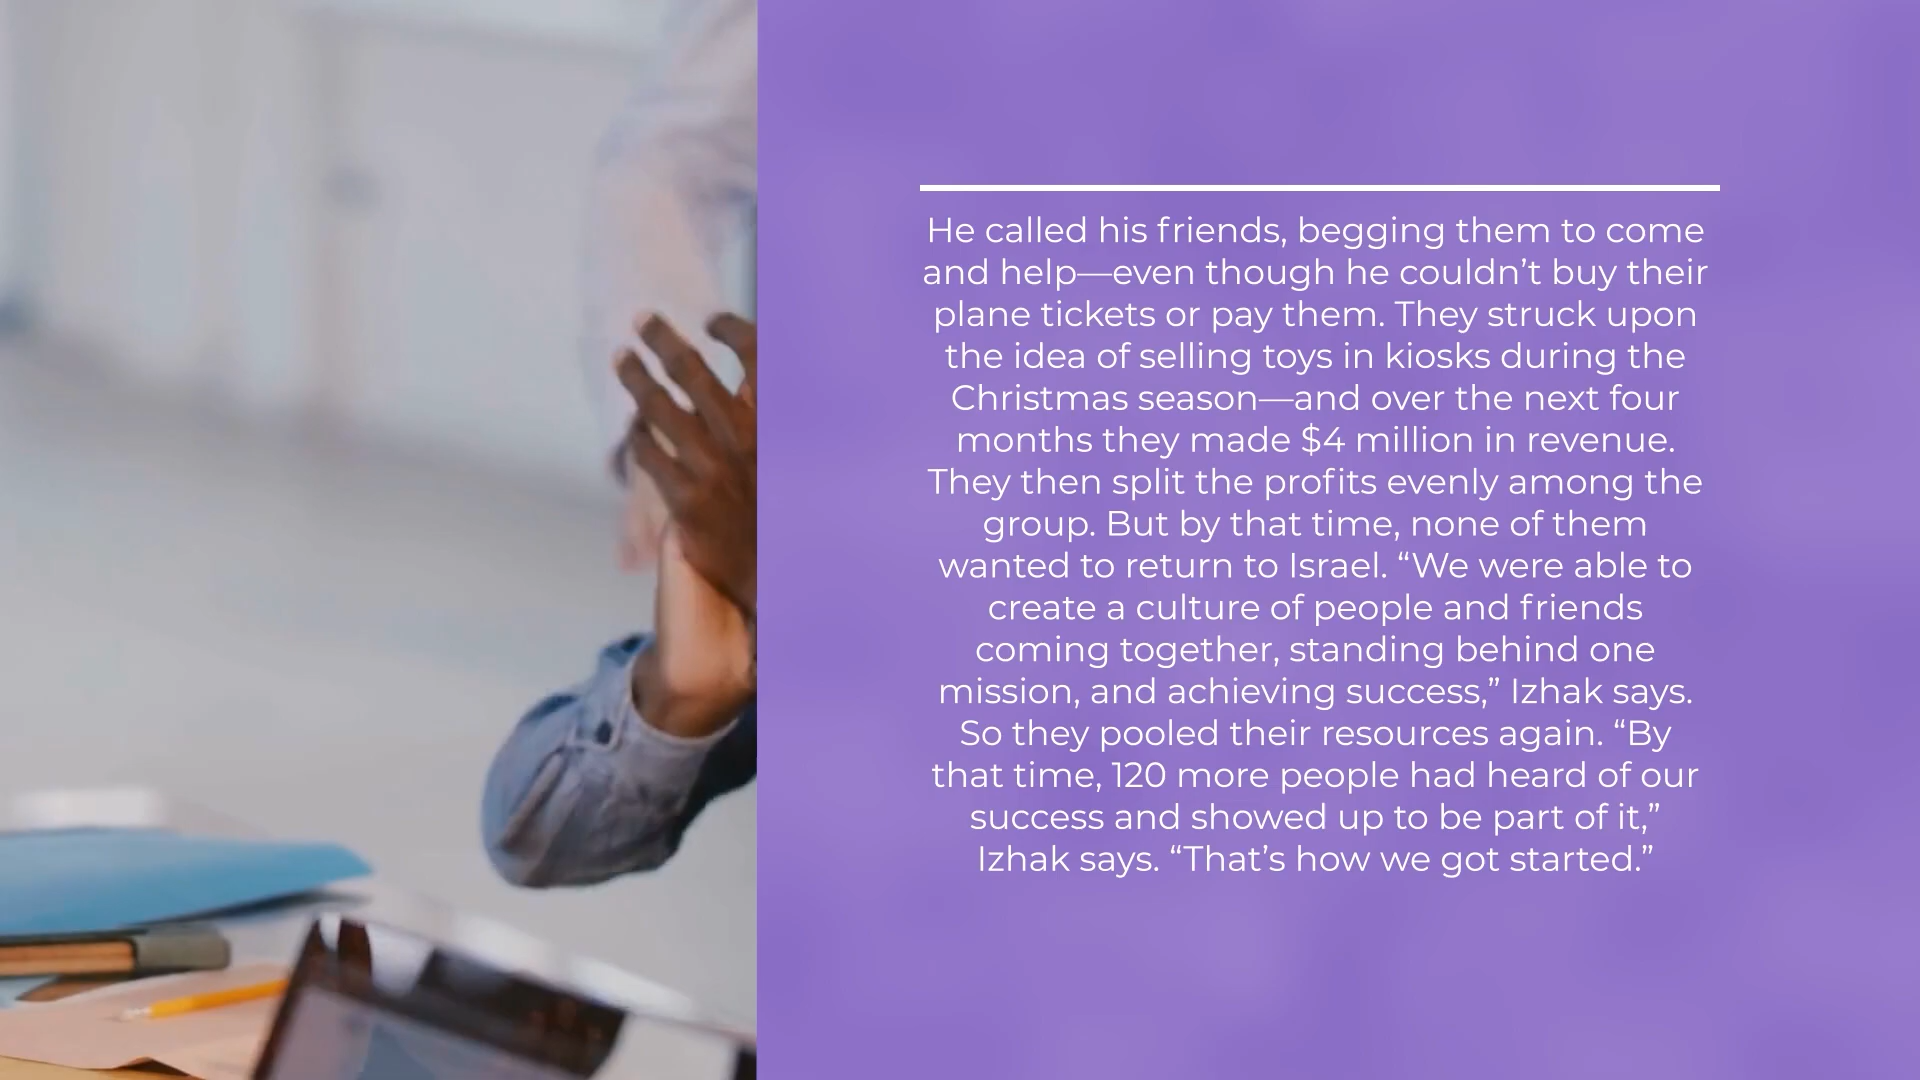 He called his friends, begging them to come
and help—even though he couldn’t buy their
plane tickets or pay them. They struck upon
the idea of selling toys in kiosks during the
Christmas season—and over the next four
months they made $4 million in revenue.
They then split the profits evenly among the
group. But by that time, none of them
wanted to return to Israel. “We were able to
create a culture of people and friends
coming together, standing behind one
mission, and achieving success,” Izhak says.
So they pooled their resources again. “By
that time, 120 more people had heard of our
success and showed up to be part of it,”
Izhak says. “That’s how we got started.”